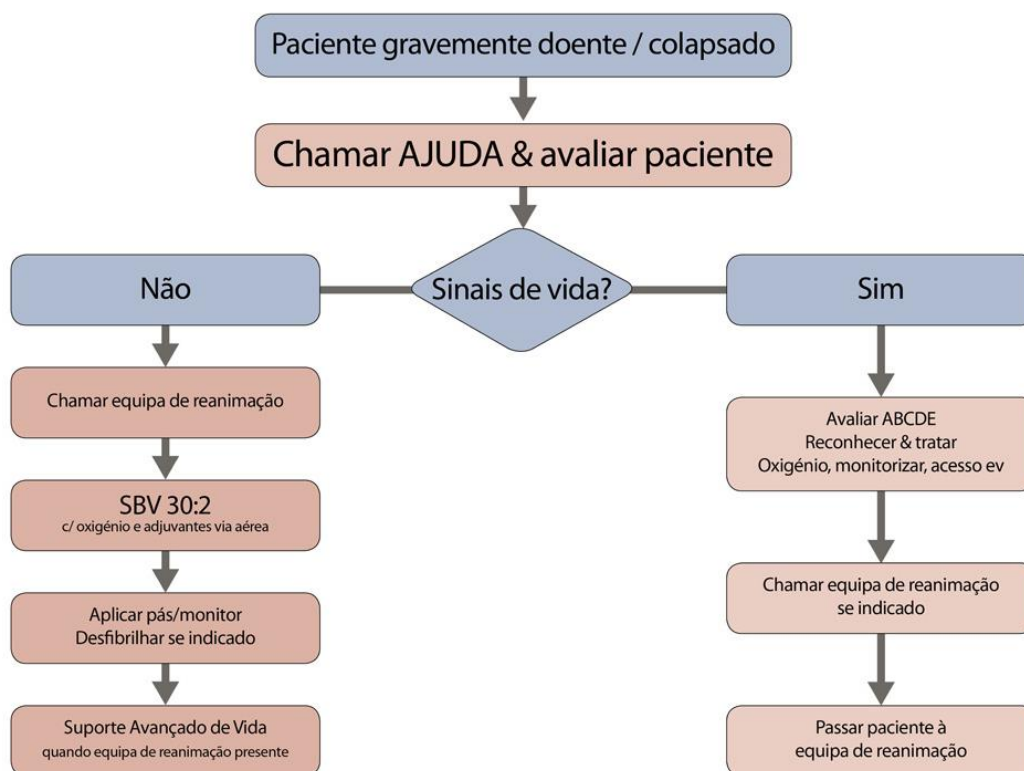 Paciente gravemente doente / colapsado
Chamar AJUDA & avaliar paciente
Sinais de vida?
Não
Chamar equipa de reanimação
SBV 30:2
c/ oxigénio e adjuvantes via aérea
Aplicar pás/monitor
Desfibrilhar se indicado
Suporte Avançado de Vida
quando equipa de reanimação presente
Sim
Avaliar ABCDE
Reconhecer & tratar
Oxigénio, monitorizar, acesso ev
Chamar equipa de reanimação
se indicado
Passar paciente à
equipa de reanimação